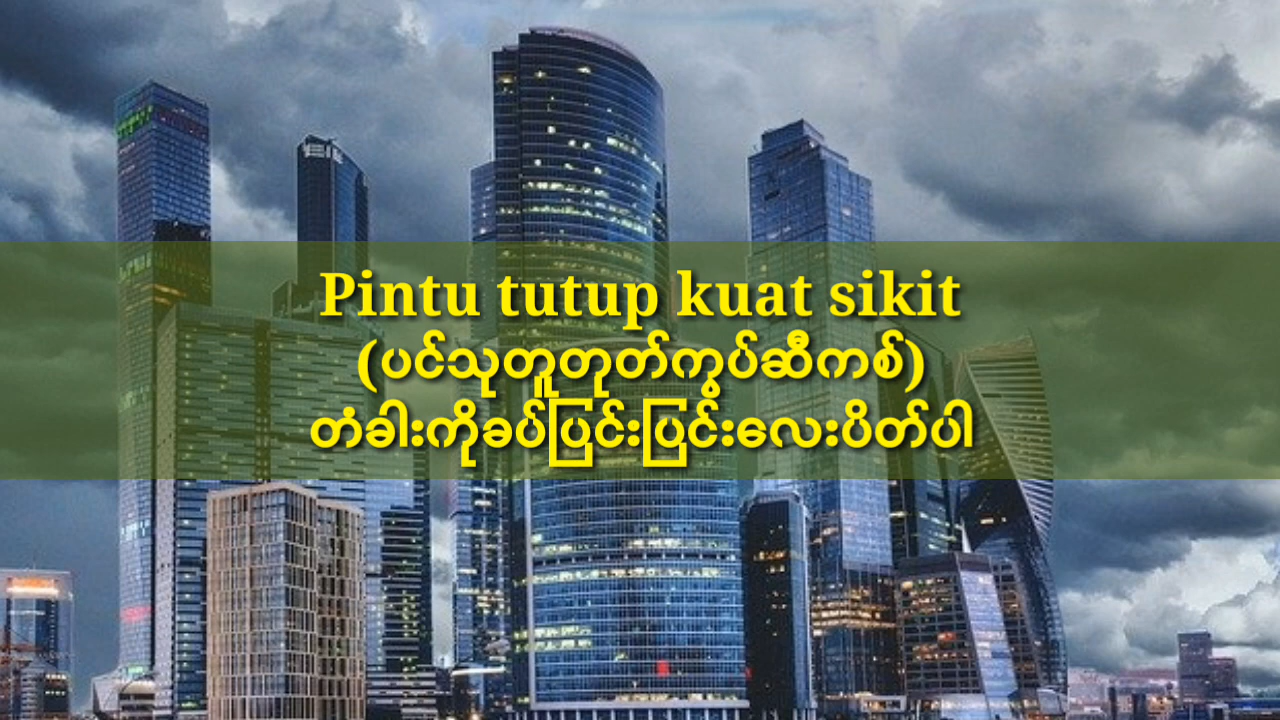 Pintu tutup kuat sikit
(ပင်သုတူတုတ်ကွပ်ဆီကစ်)
တံခါးကိုခပ်ပြင်းပြင်းလေးပိတ်ပါ